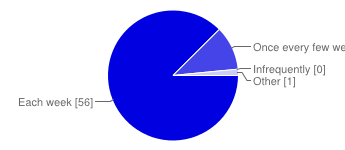 Once every few we
Infrequently [0]
Other [1]
Each week [56]